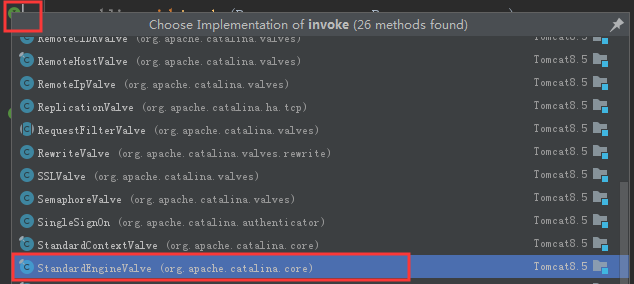 Choose Implementation of invoke (26 methods found)
RemoteCIDRValve (org.apache.catalina.valves) Tomcat8.5
RemoteHostValve (org.apache.catalina.valves) Tomcat8.5
RemoteIpValve (org.apache.catalina.valves) Tomcat8.5
ReplicationValve (org.apache.catalina.ha.tcp) Tomcat8.5
RequestFilterValve (org.apache.catalina.valves) Tomcat8.5
RewriteValve (org.apache.catalina.valves.rewrite) Tomcat8.5
SSLValve (org.apache.catalina.valves) Tomcat8.5
SemaphoreValve (org.apache.catalina.valves) Tomcat8.5
SingleSignOn (org.apache.catalina.authenticator) Tomcat8.5
StandardContextValve (org.apache.catalina.core) Tomcat8.5
StandardEngineValve (org.apache.catalina.core) Tomcat8.5